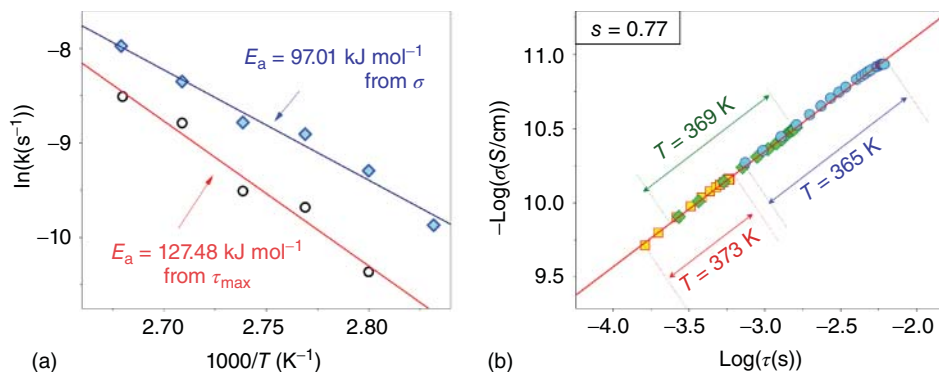 −8
−9
−10
ln(k(s⁻¹))
Eₐ = 97.01 kJ mol⁻¹
from σ
Eₐ = 127.48 kJ mol⁻¹
from τₘₐₓ
2.70 2.75 2.80
(a) 1000/T (K⁻¹)
s = 0.77
11.0
10.5
10.0
9.5
−Log(σ(S/cm)
T = 369 K
T = 365 K
T = 373 K
−4.0 −3.5 −3.0 −2.5 −2.0
(b) Log(τ(s))